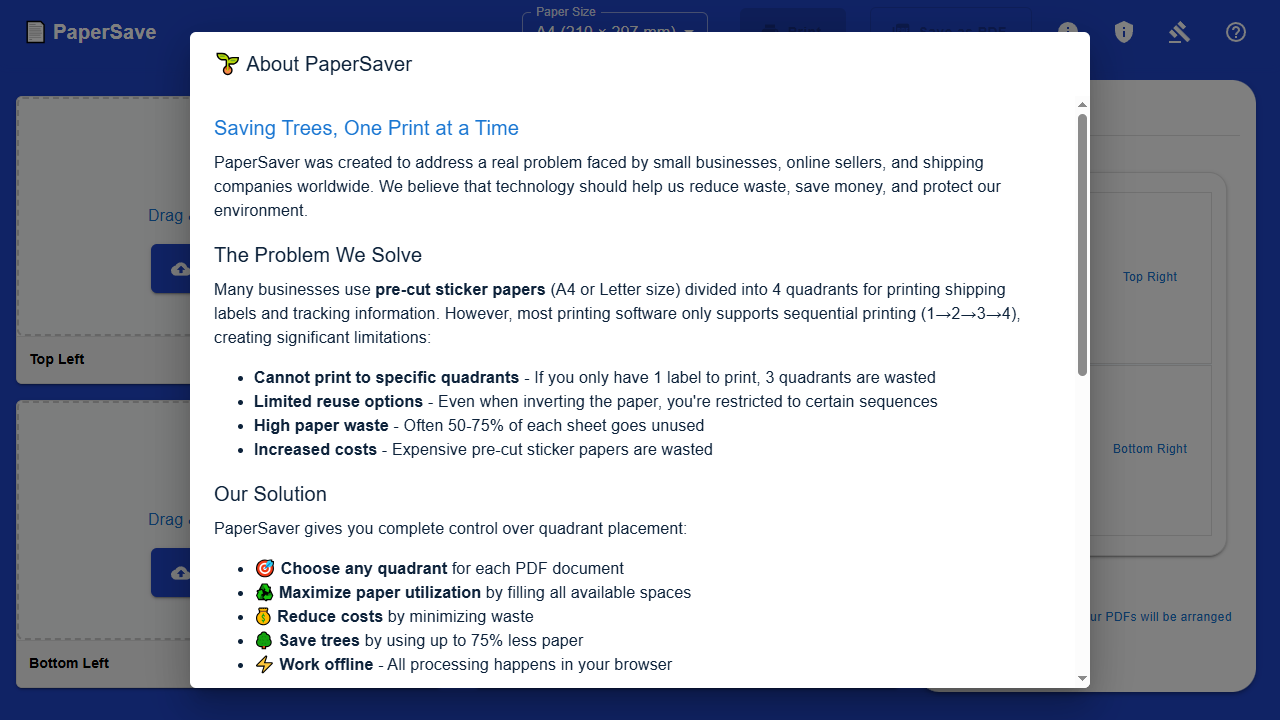 PaperSave
Paper Size
A4 (210 × 297 mm)
About PaperSaver
Saving Trees, One Print at a Time
PaperSaver was created to address a real problem faced by small businesses, online sellers, and shipping
companies worldwide. We believe that technology should help us reduce waste, save money, and protect our
environment.
The Problem We Solve
Many businesses use pre-cut sticker papers (A4 or Letter size) divided into 4 quadrants for printing shipping
labels and tracking information. However, most printing software only supports sequential printing (1→2→3→4),
creating significant limitations:
Cannot print to specific quadrants - If you only have 1 label to print, 3 quadrants are wasted
Limited reuse options - Even when inverting the paper, you're restricted to certain sequences
High paper waste - Often 50-75% of each sheet goes unused
Increased costs - Expensive pre-cut sticker papers are wasted
Our Solution
PaperSaver gives you complete control over quadrant placement:
🎯 Choose any quadrant for each PDF document
♻️ Maximize paper utilization by filling all available spaces
💰 Reduce costs by minimizing waste
🌳 Save trees by using up to 75% less paper
⚡ Work offline - All processing happens in your browser
Drag
Top Left
Drag
Bottom Left
Top Right
Bottom Right
PDFs will be arranged